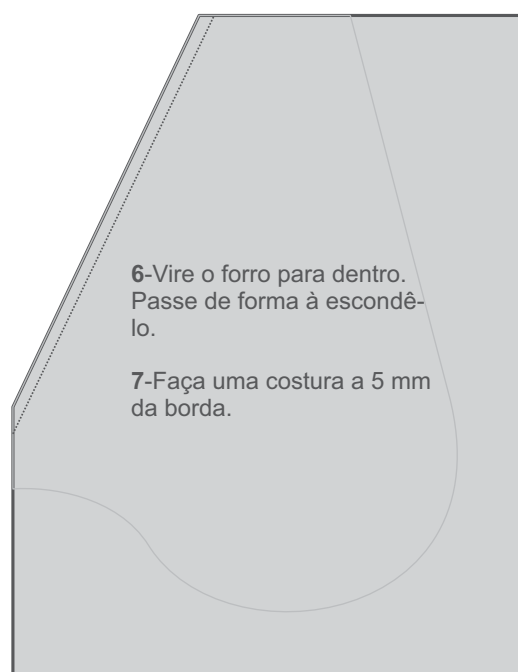 6-Vire o forro para dentro.
Passe de forma à escondê-
lo.
7-Faça uma costura a 5 mm
da borda.